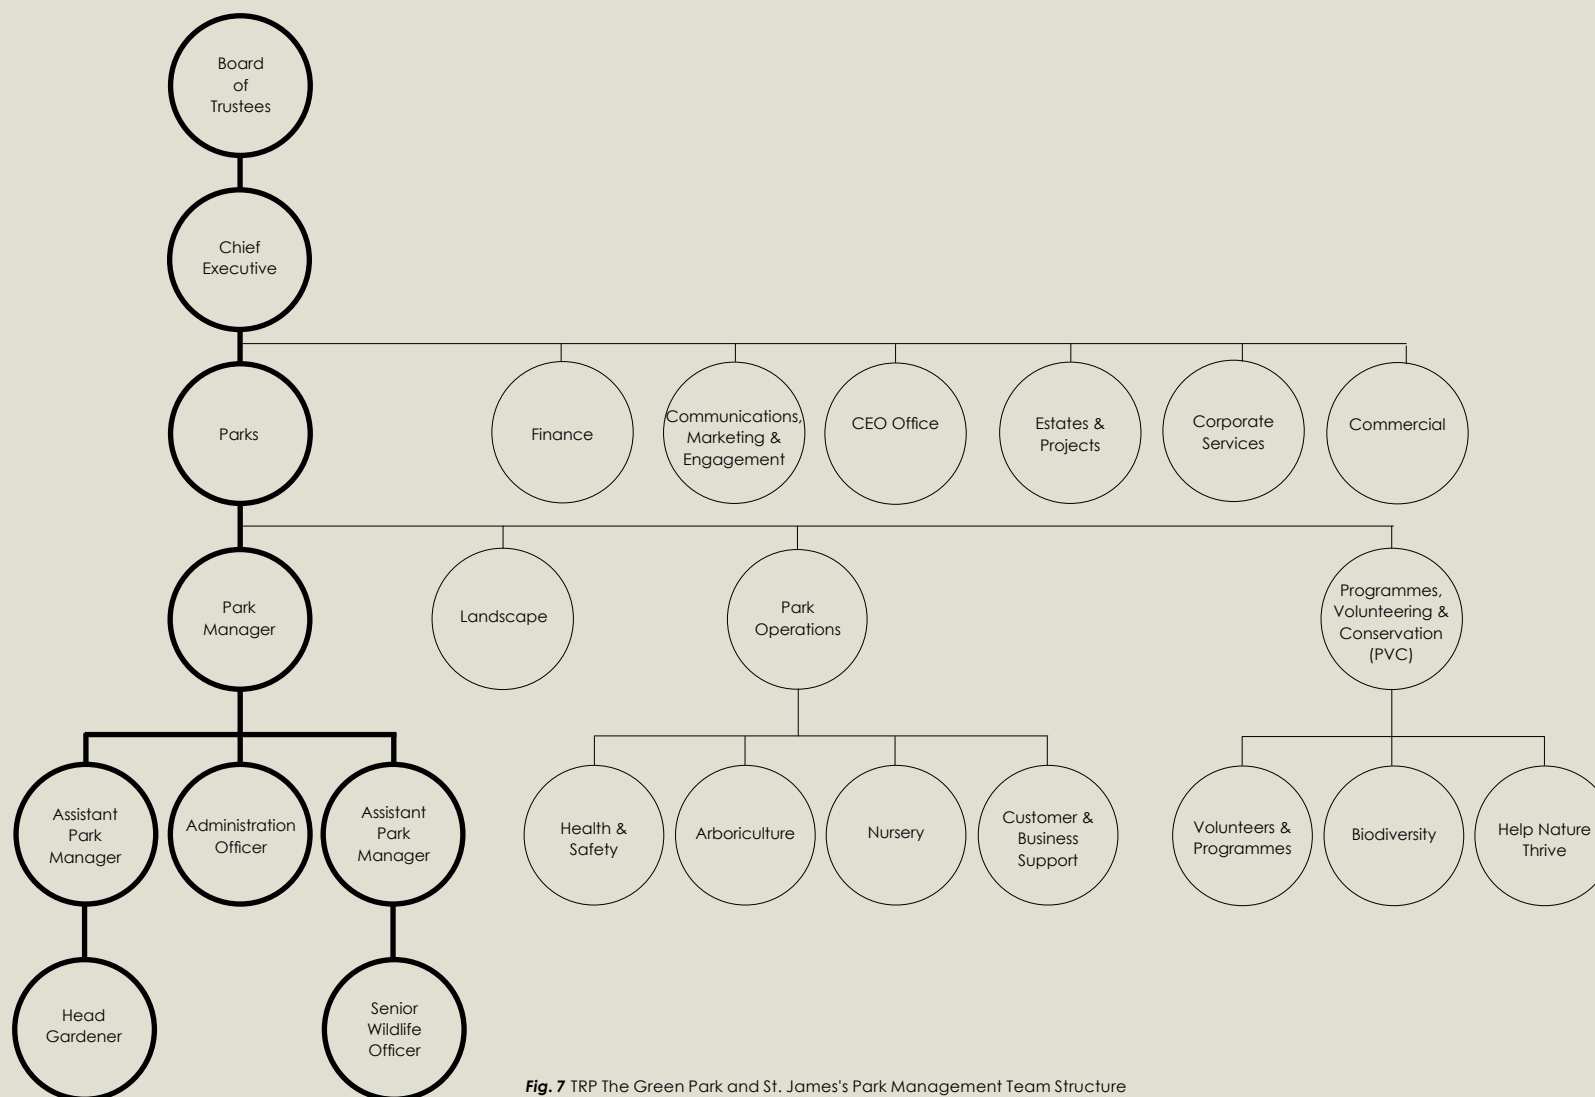 Board
of
Trustees
Chief
Executive
Parks
Finance
Communications,
Marketing &
Engagement
CEO Office
Estates &
Projects
Corporate
Services
Commercial
Park
Manager
Landscape
Park
Operations
Programmes,
Volunteering &
Conservation
(PVC)
Assistant
Park
Manager
Administration
Officer
Assistant
Park
Manager
Health &
Safety
Arboriculture
Nursery
Customer &
Business
Support
Volunteers &
Programmes
Biodiversity
Help Nature
Thrive
Head
Gardener
Senior
Wildlife
Officer
Fig. 7 TRP The Green Park and St. James's Park Management Team Structure